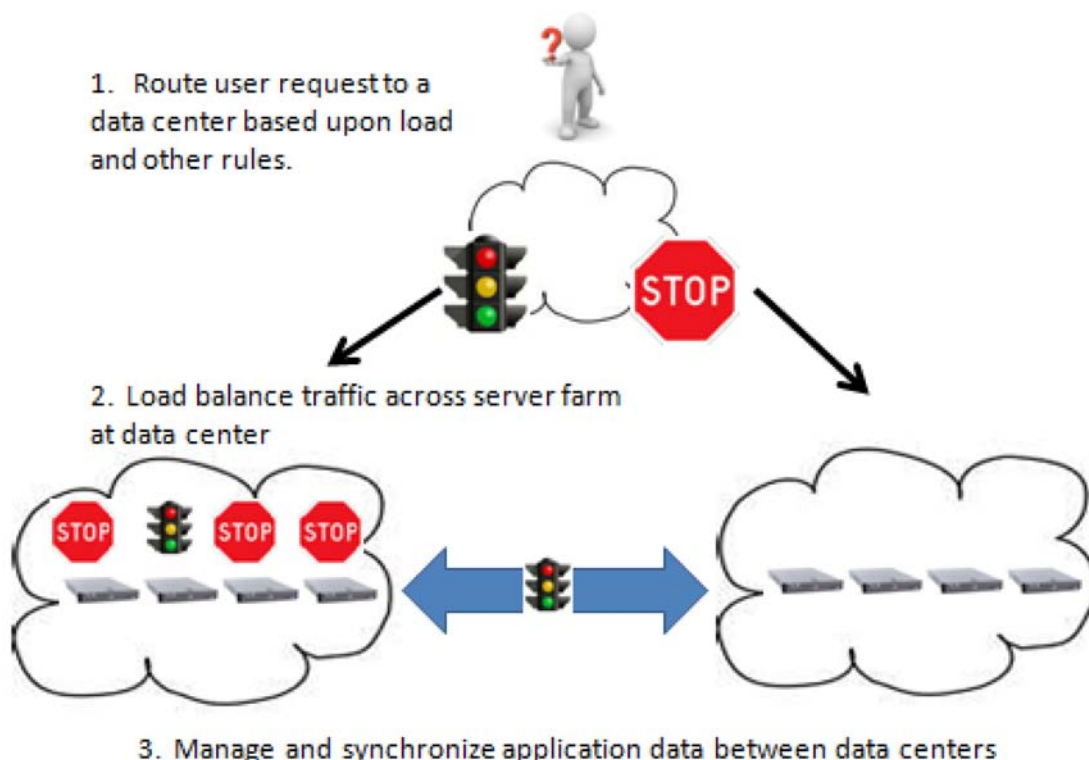 ?
1. Route user request to a
data center based upon load
and other rules.
STOP
2. Load balance traffic across server farm
at data center
STOP STOP STOP
3. Manage and synchronize application data between data centers